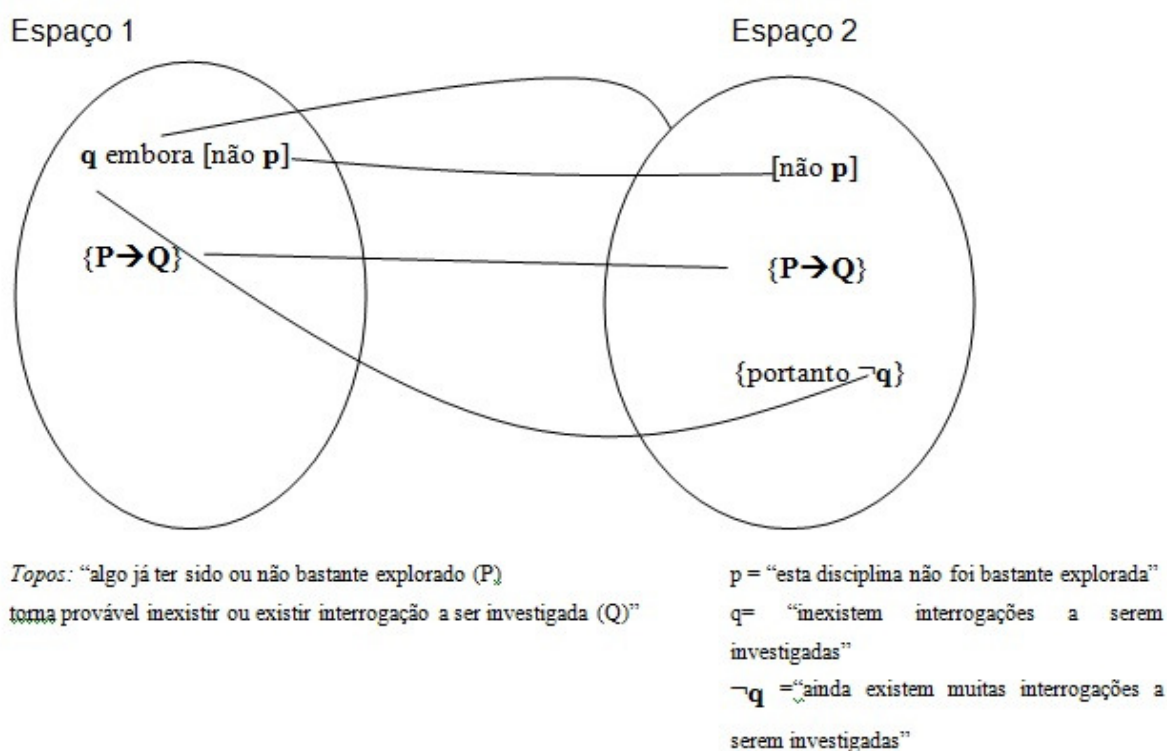 Espaço 1
Espaço 2
q embora [não p]
[não p]
{P→Q}
{P→Q}
{portanto ¬q}
Topos: “algo já ter sido ou não bastante explorado (P)
torna provável inexistir ou existir interrogação a ser investigada (Q)”
p = “esta disciplina não foi bastante explorada”
q= “inexistem interrogações a serem
investigadas”
¬q =“ainda existem muitas interrogações a
serem investigadas”